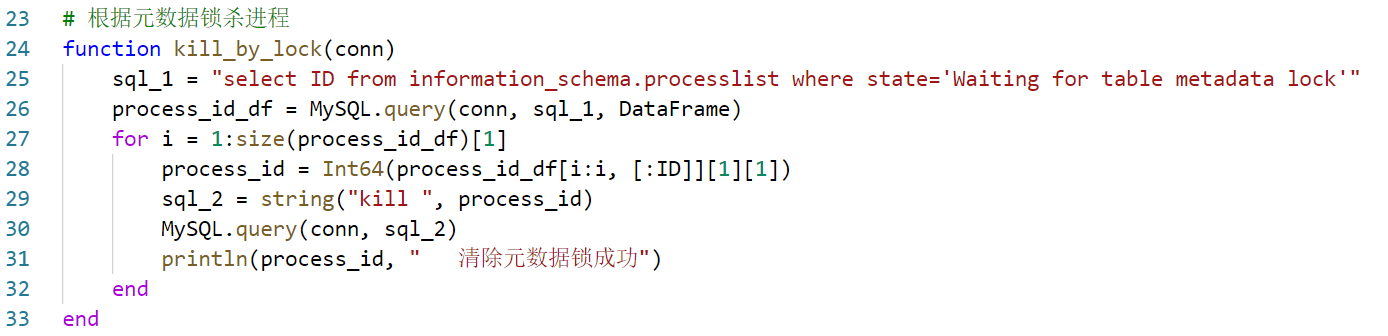 23 # 根据元数据锁杀进程
24 function kill_by_lock(conn)
25     sql_1 = "select ID from information_schema.processlist where state='Waiting for table metadata lock'"
26     process_id_df = MySQL.query(conn, sql_1, DataFrame)
27     for i = 1:size(process_id_df)[1]
28         process_id = Int64(process_id_df[i:i, [:ID]][1][1])
29         sql_2 = string("kill ", process_id)
30         MySQL.query(conn, sql_2)
31         println(process_id, "   清除元数据锁成功")
32     end
33 end